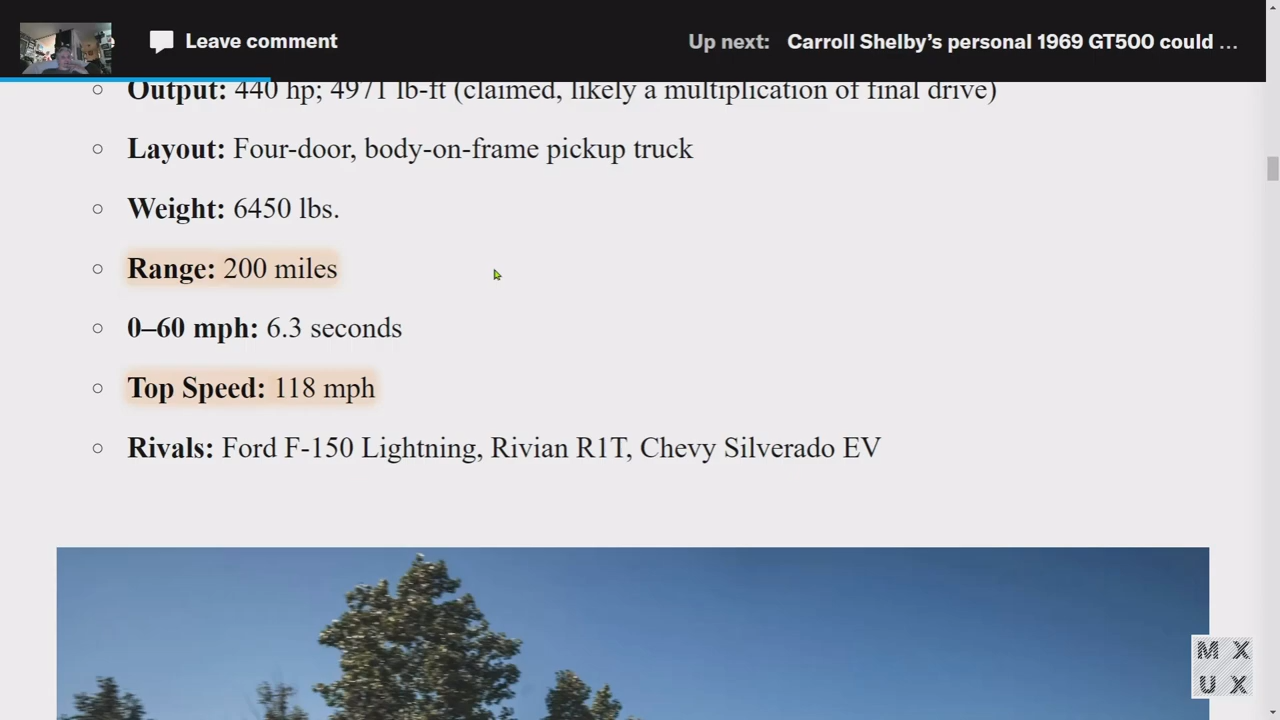 Leave comment
Up next: Carroll Shelby’s personal 1969 GT500 could ...
Output: 440 hp; 4971 lb-ft (claimed, likely a multiplication of final drive)
Layout: Four-door, body-on-frame pickup truck
Weight: 6450 lbs.
Range: 200 miles
0–60 mph: 6.3 seconds
Top Speed: 118 mph
Rivals: Ford F-150 Lightning, Rivian R1T, Chevy Silverado EV
M X
U X